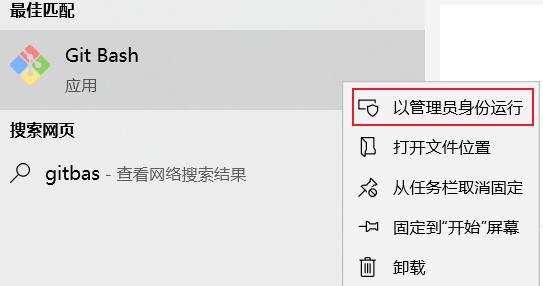 最佳匹配
Git Bash
应用
搜索网页
gitbas - 查看网络搜索结果
以管理员身份运行
打开文件位置
从任务栏取消固定
固定到"开始"屏幕
卸载